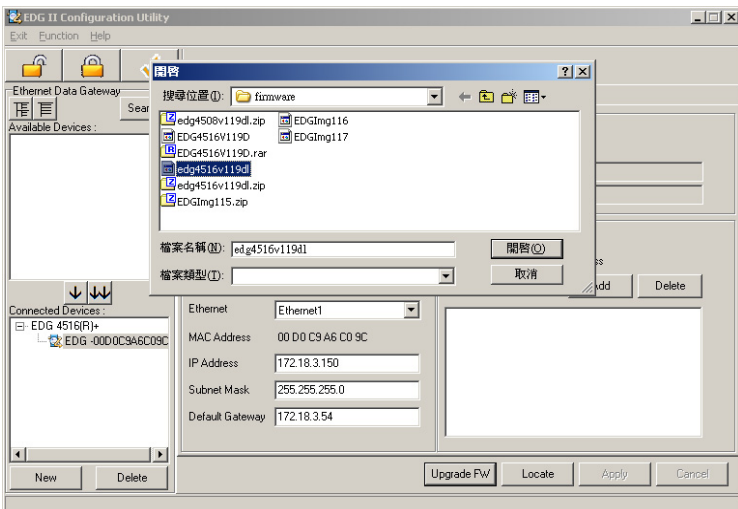 EDG II Configuration Utility
Exit Function Help
Ethernet Data Gateway
Sear
Available Devices :
開啓
搜尋位置(I):
firmware
edg4508v119dl.zip
EDG4516V119D
EDG4516V119D.rar
edg4516v119dl
edg4516v119dl.zip
EDGImg115.zip
EDGImg116
EDGImg117
檔案名稱(N):
edg4516v119dl
開啓(O)
檔案類型(T):
取消
ss
dd
Delete
Connected Devices :
EDG 4516(R)+
EDG -00D0C9A6C09C
New
Delete
Ethernet
Ethernet1
MAC Address
00 D0 C9 A6 C0 9C
IP Address
172.18.3.150
Subnet Mask
255.255.255.0
Default Gateway
172.18.3.54
Upgrade FW
Locate
Apply
Cancel